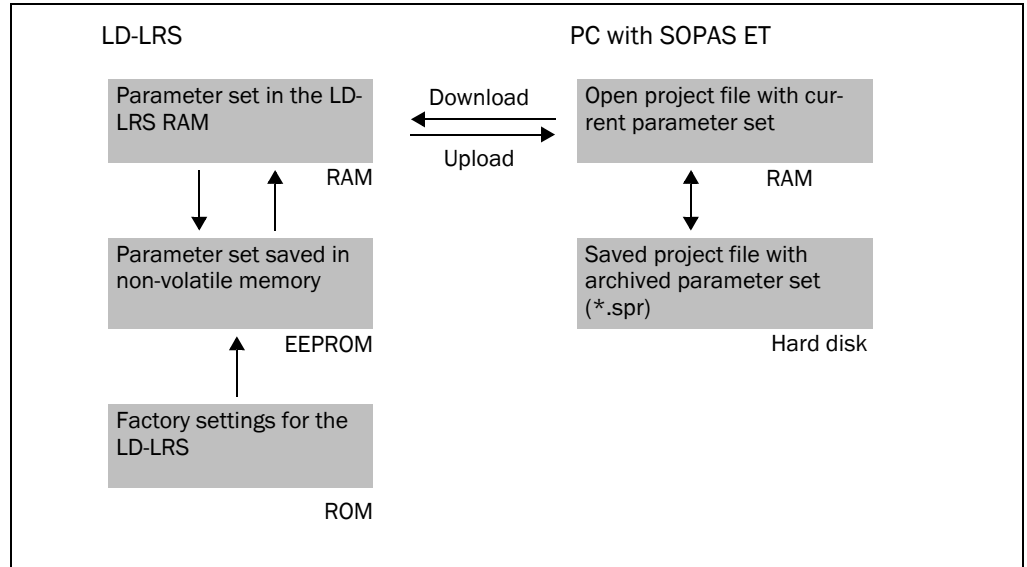 LD-LRS
PC with SOPAS ET
Parameter set in the LD-
LRS RAM
RAM
Download
Upload
Open project file with cur-
rent parameter set
RAM
Parameter set saved in
non-volatile memory
EEPROM
Saved project file with
archived parameter set
(*.spr)
Hard disk
Factory settings for the
LD-LRS
ROM